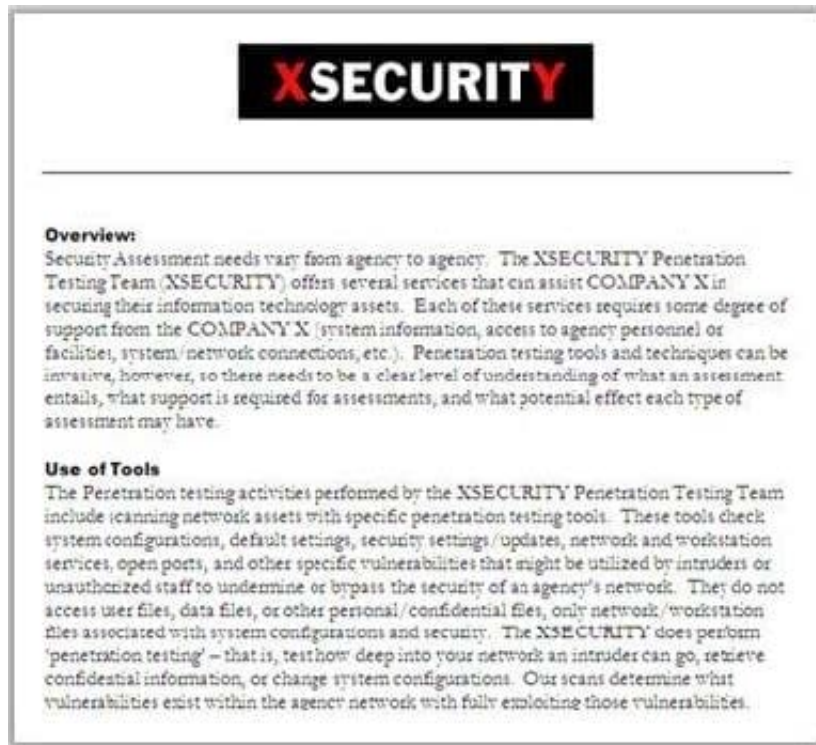 XSECURITY
Overview:
Security Assessment needs vary from agency to agency. The XSECURITY Penetration
Testing Team (XSECURITY) offers several services that can assist COMPANY X in
securing their information technology assets. Each of these services requires some degree of
support from the COMPANY X (system information, access to agency personnel or
facilities, system/network connections, etc.). Penetration testing tools and techniques can be
invasive, however, so there needs to be a clear level of understanding of what an assessment
entails, what support is required for assessments, and what potential effect each type of
assessment may have.
Use of Tools
The Penetration testing activities performed by the XSECURITY Penetration Testing Team
include scanning network assets with specific penetration testing tools. These tools check
system configurations, default settings, security settings/updates, network and workstation
services, open ports, and other specific vulnerabilities that might be utilized by intruders or
unauthorized staff to undermine or bypass the security of an agency's network. They do not
access user files, data files, or other personal/confidential files, only network/workstation
files associated with system configurations and security. The XSECURITY does perform
'penetration testing' – that is, test how deep into your network an intruder can go, retrieve
confidential information, or change system configurations. Our scans determine what
vulnerabilities exist within the agency network with fully exploiting those vulnerabilities.